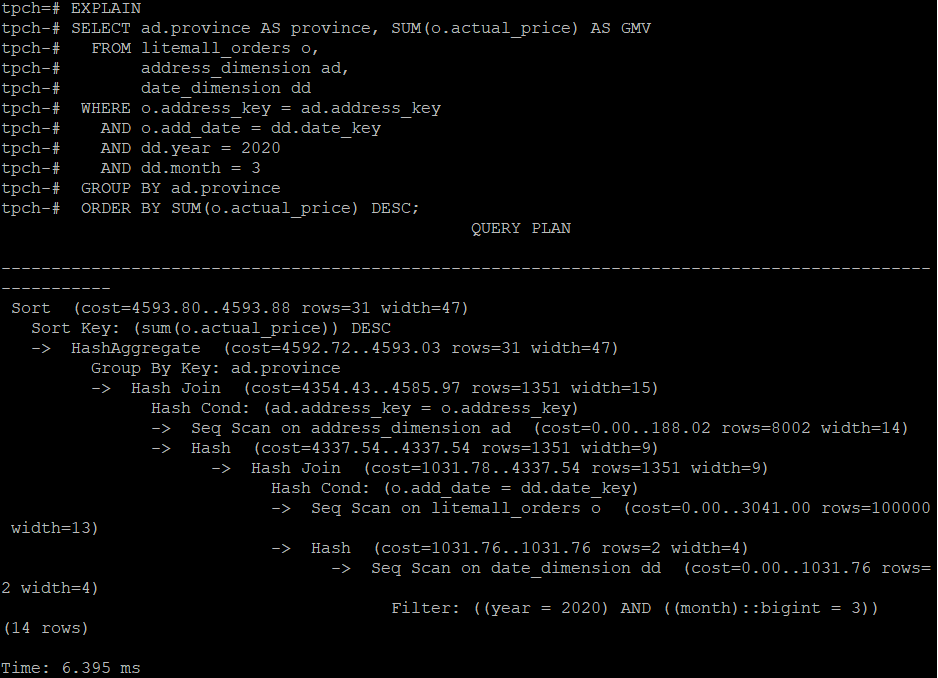 tpch=# EXPLAIN
tpch-# SELECT ad.province AS province, SUM(o.actual_price) AS GMV
tpch-#   FROM litemall_orders o,
tpch-#        address_dimension ad,
tpch-#        date_dimension dd
tpch-#  WHERE o.address_key = ad.address_key
tpch-#    AND o.add_date = dd.date_key
tpch-#    AND dd.year = 2020
tpch-#    AND dd.month = 3
tpch-#  GROUP BY ad.province
tpch-#  ORDER BY SUM(o.actual_price) DESC;
                                               QUERY PLAN
---------------------------------------------------------------------------------------------
-----------
 Sort  (cost=4593.80..4593.88 rows=31 width=47)
   Sort Key: (sum(o.actual_price)) DESC
   ->  HashAggregate  (cost=4592.72..4593.03 rows=31 width=47)
         Group By Key: ad.province
         ->  Hash Join  (cost=4354.43..4585.97 rows=1351 width=15)
               Hash Cond: (ad.address_key = o.address_key)
               ->  Seq Scan on address_dimension ad  (cost=0.00..188.02 rows=8002 width=14)
               ->  Hash  (cost=4337.54..4337.54 rows=1351 width=9)
                     ->  Hash Join  (cost=1031.78..4337.54 rows=1351 width=9)
                           Hash Cond: (o.add_date = dd.date_key)
                           ->  Seq Scan on litemall_orders o  (cost=0.00..3041.00 rows=100000
 width=13)
                           ->  Hash  (cost=1031.76..1031.76 rows=2 width=4)
                                 ->  Seq Scan on date_dimension dd  (cost=0.00..1031.76 rows=
2 width=4)
                                       Filter: ((year = 2020) AND ((month)::bigint = 3))
(14 rows)
Time: 6.395 ms